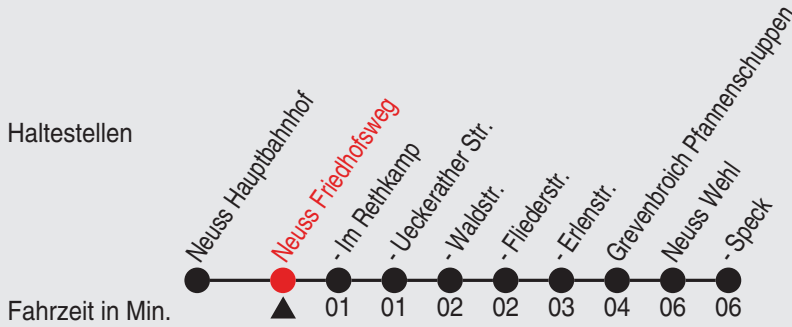 Haltestellen
Neuss Hauptbahnhof
Neuss Friedhofsweg
- Im Rethkamp
- Ueckerather Str.
- Waldstr.
- Fliederstr.
- Erlenstr.
Grevenbroich Pfannenschuppen
Neuss Wehl
- Speck
Fahrzeit in Min. 01 01 02 02 03 04 06 06